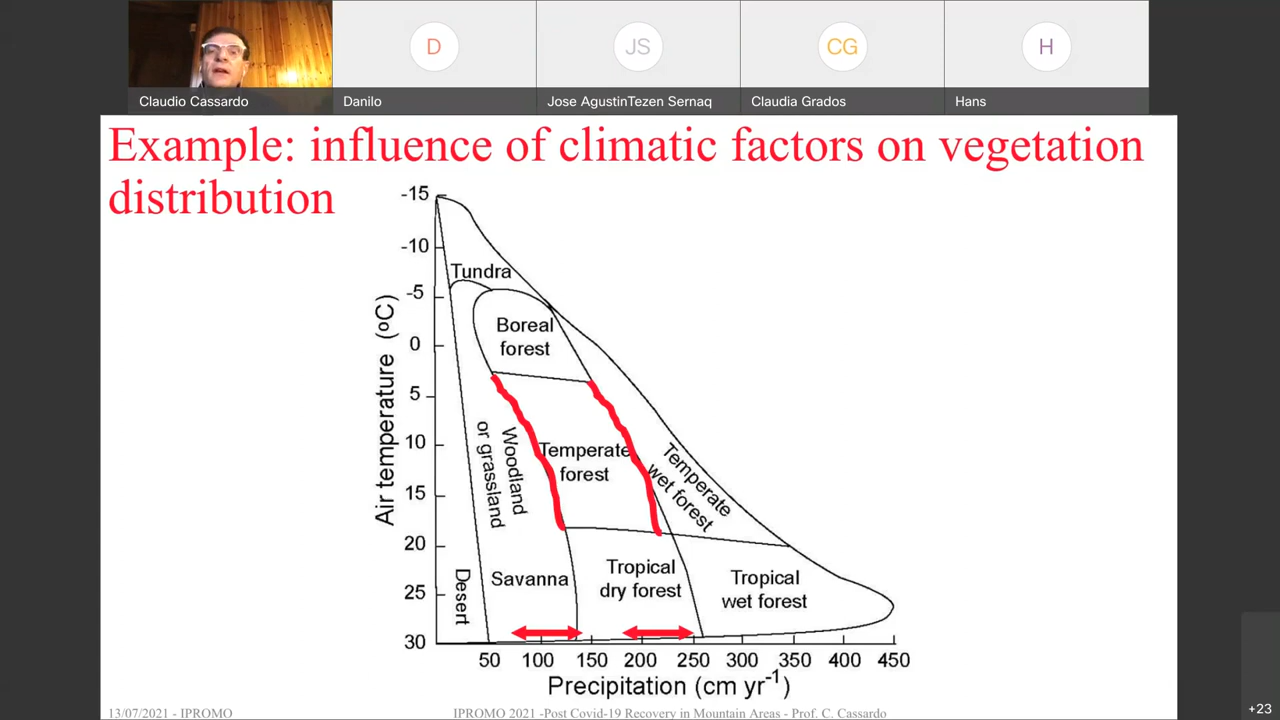 D
JS
CG
H
Claudio Cassardo
Danilo
Jose AgustinTezen Sernaq
Claudia Grados
Hans
Example: influence of climatic factors on vegetation
distribution
Air temperature (ºC)
-15
-10
-5
0
5
10
15
20
25
30
Tundra
Boreal
forest
Woodland
or grassland
Temperate
forest
Temperate
wet forest
Desert
Savanna
Tropical
dry forest
Tropical
wet forest
50 100 150 200 250 300 350 400 450
Precipitation (cm yr⁻¹)
13/07/2021 - IPROMO
IPROMO 2021 -Post Covid-19 Recovery in Mountain Areas - Prof. C. Cassardo
+23